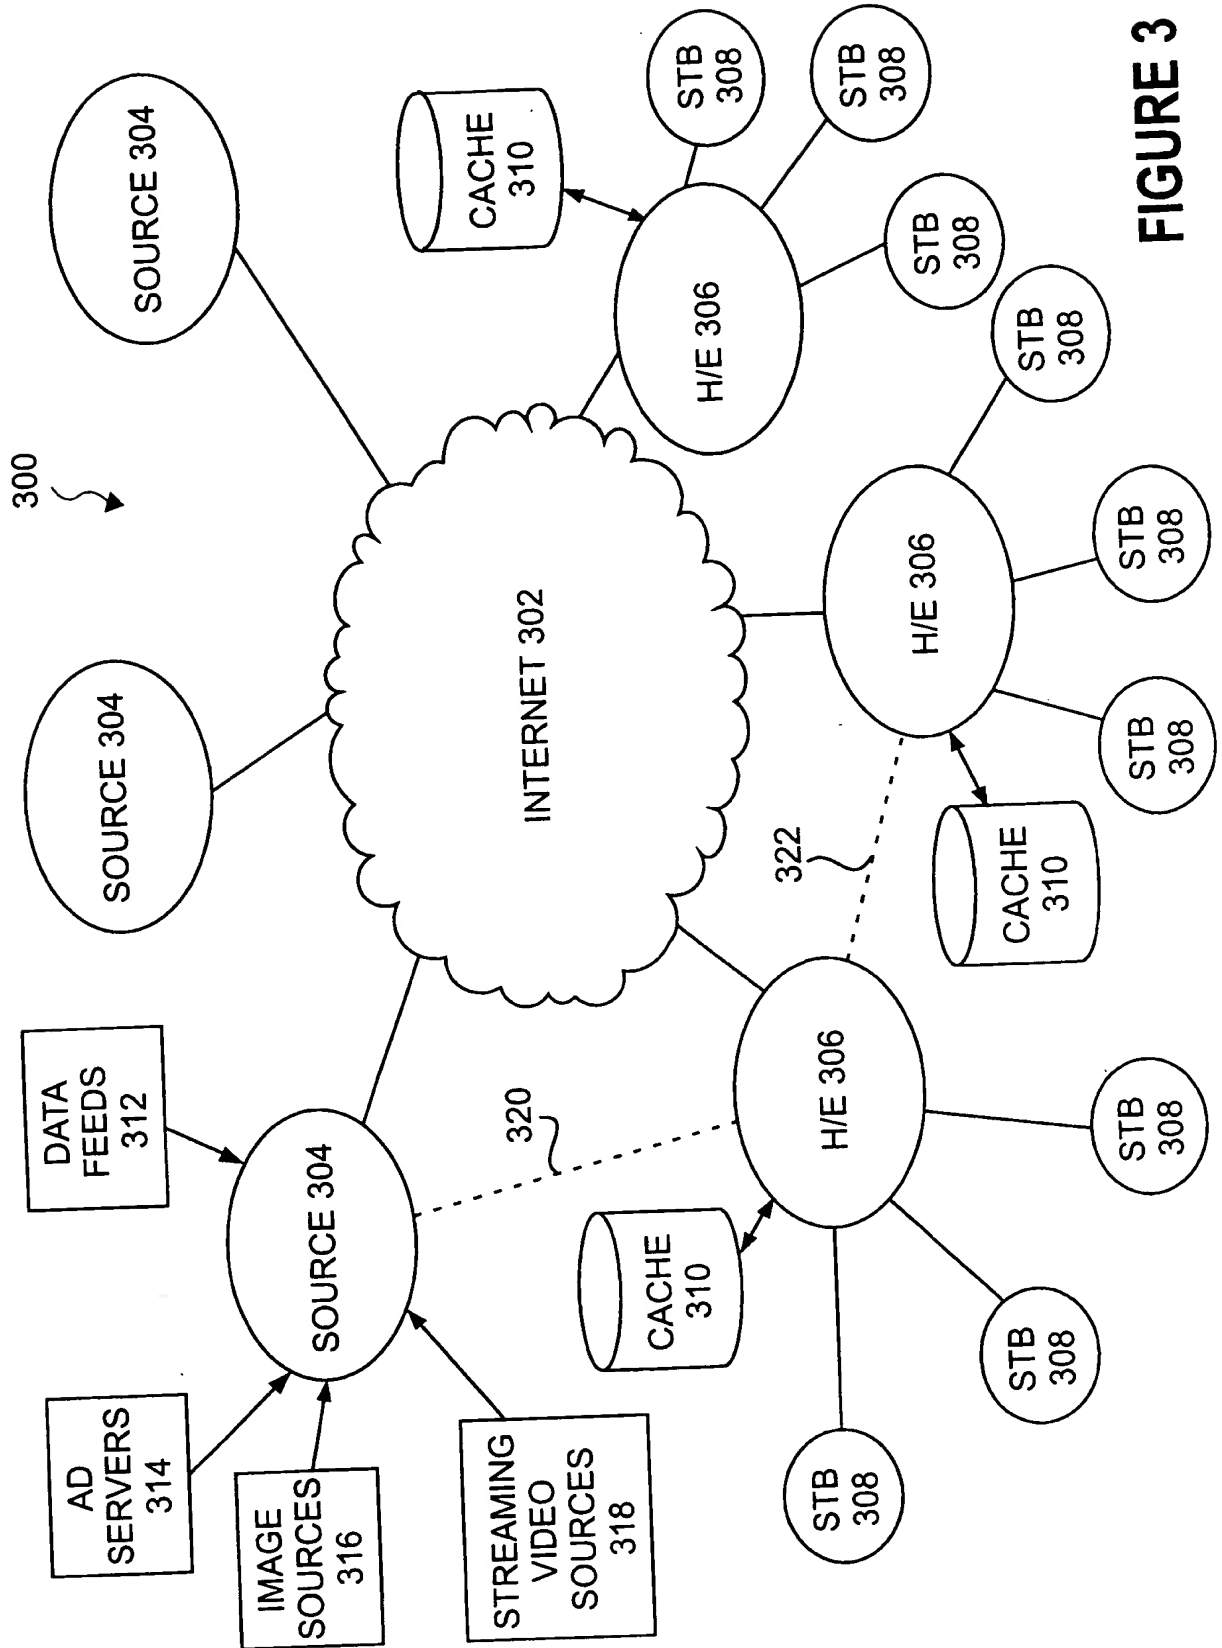 300
DATA
FEEDS
312
SOURCE 304
SOURCE 304
AD
SERVERS
314
IMAGE
SOURCES
316
SOURCE 304
STREAMING
VIDEO
SOURCES
318
320
INTERNET 302
CACHE
310
CACHE
310
STB
308
H/E 306
322
H/E 306
STB
308
STB
308
H/E 306
STB
308
CACHE
310
STB
308
STB
308
STB
308
STB
308
STB
308
FIGURE 3